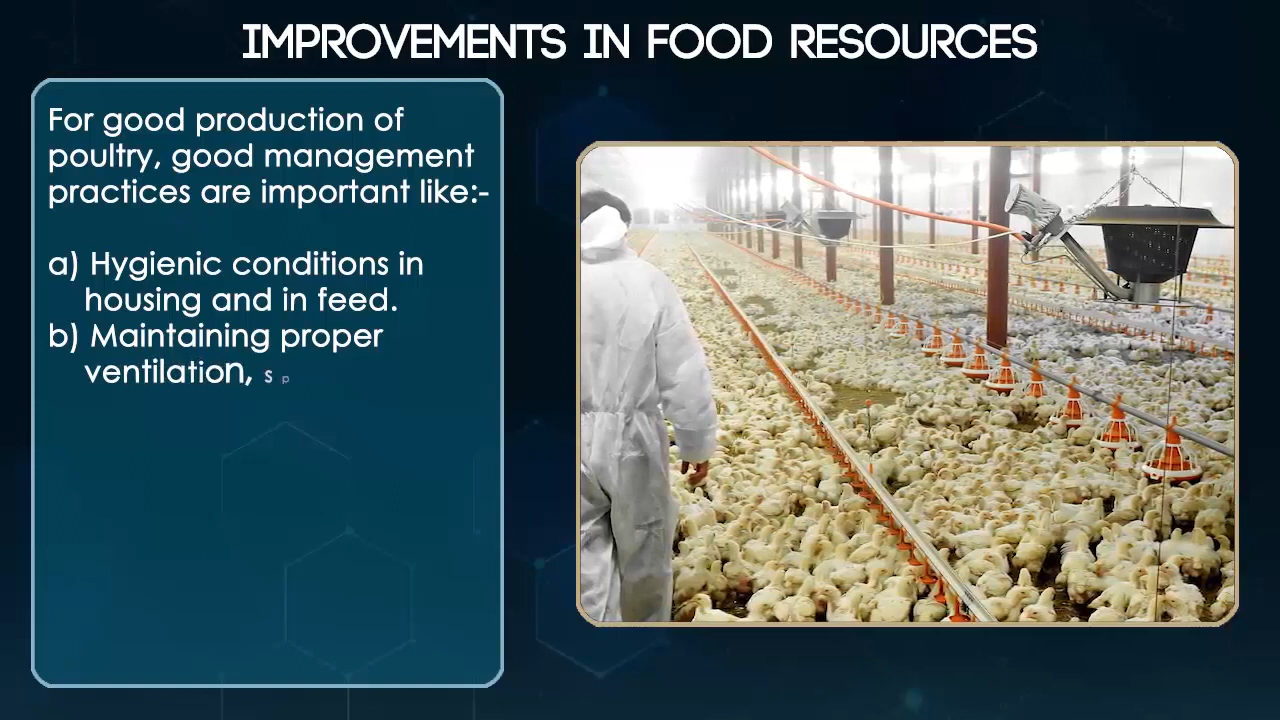 IMPROVEMENTS IN FOOD RESOURCES
For good production of
poultry, good management
practices are important like:-
a) Hygienic conditions in
housing and in feed.
b) Maintaining proper
ventilation, s p